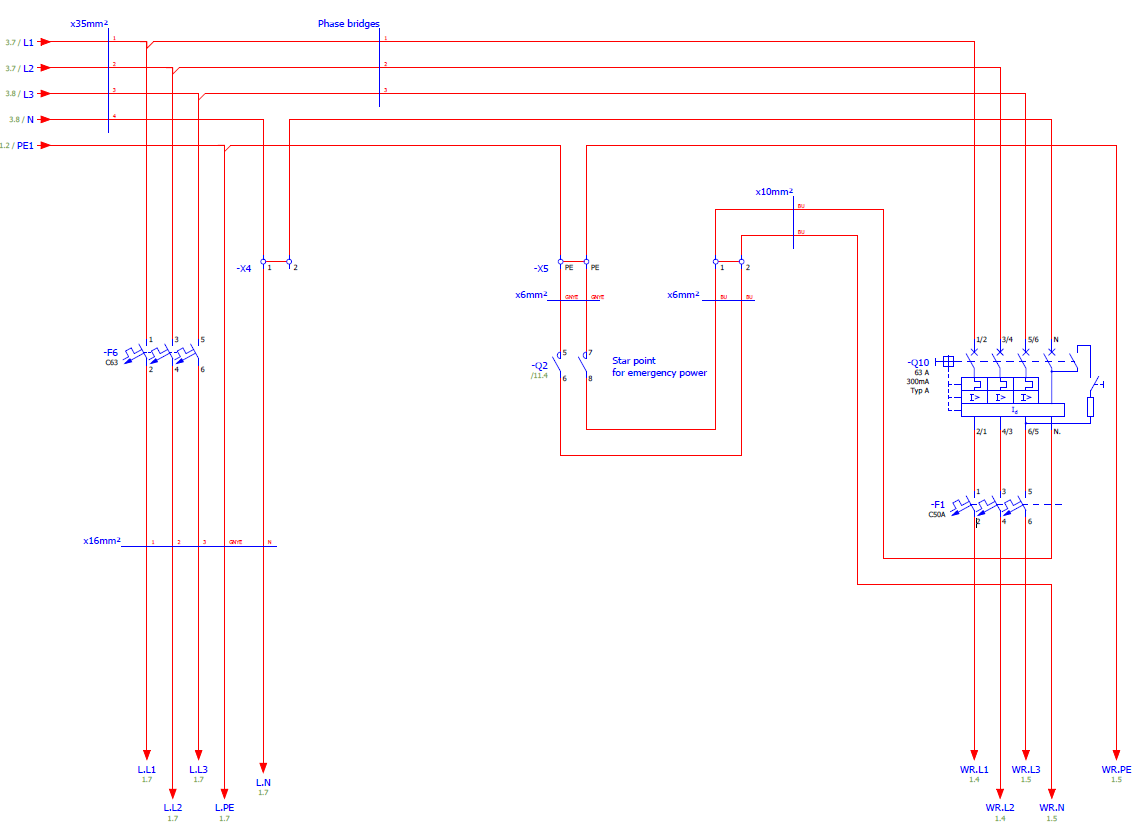 x35mm²
Phase bridges
3.7 / L1
1
1
3.7 / L2
2
2
3.8 / L3
3
3
3.8 / N
4
1.2 / PE1
x10mm²
BU
BU
-X4
1
2
-X5
PE
PE
1
2
x6mm²
GNYE
GNYE
x6mm²
BU
BU
-F6
C63
1
3
5
2
4
6
-Q2
/11.4
5
7
6
8
Star point
for emergency power
-Q10
63 A
300mA
Typ A
1/2
3/4
5/6
N
I>
I>
I>
Id
2/1
4/3
6/5
N.
-F1
C50A
1
3
5
2
4
6
x16mm²
1
2
3
GNYE
N
L.L1
1.7
L.L3
1.7
L.N
1.7
L.L2
1.7
L.PE
1.7
WR.L1
1.4
WR.L3
1.5
WR.PE
1.5
WR.L2
1.4
WR.N
1.5